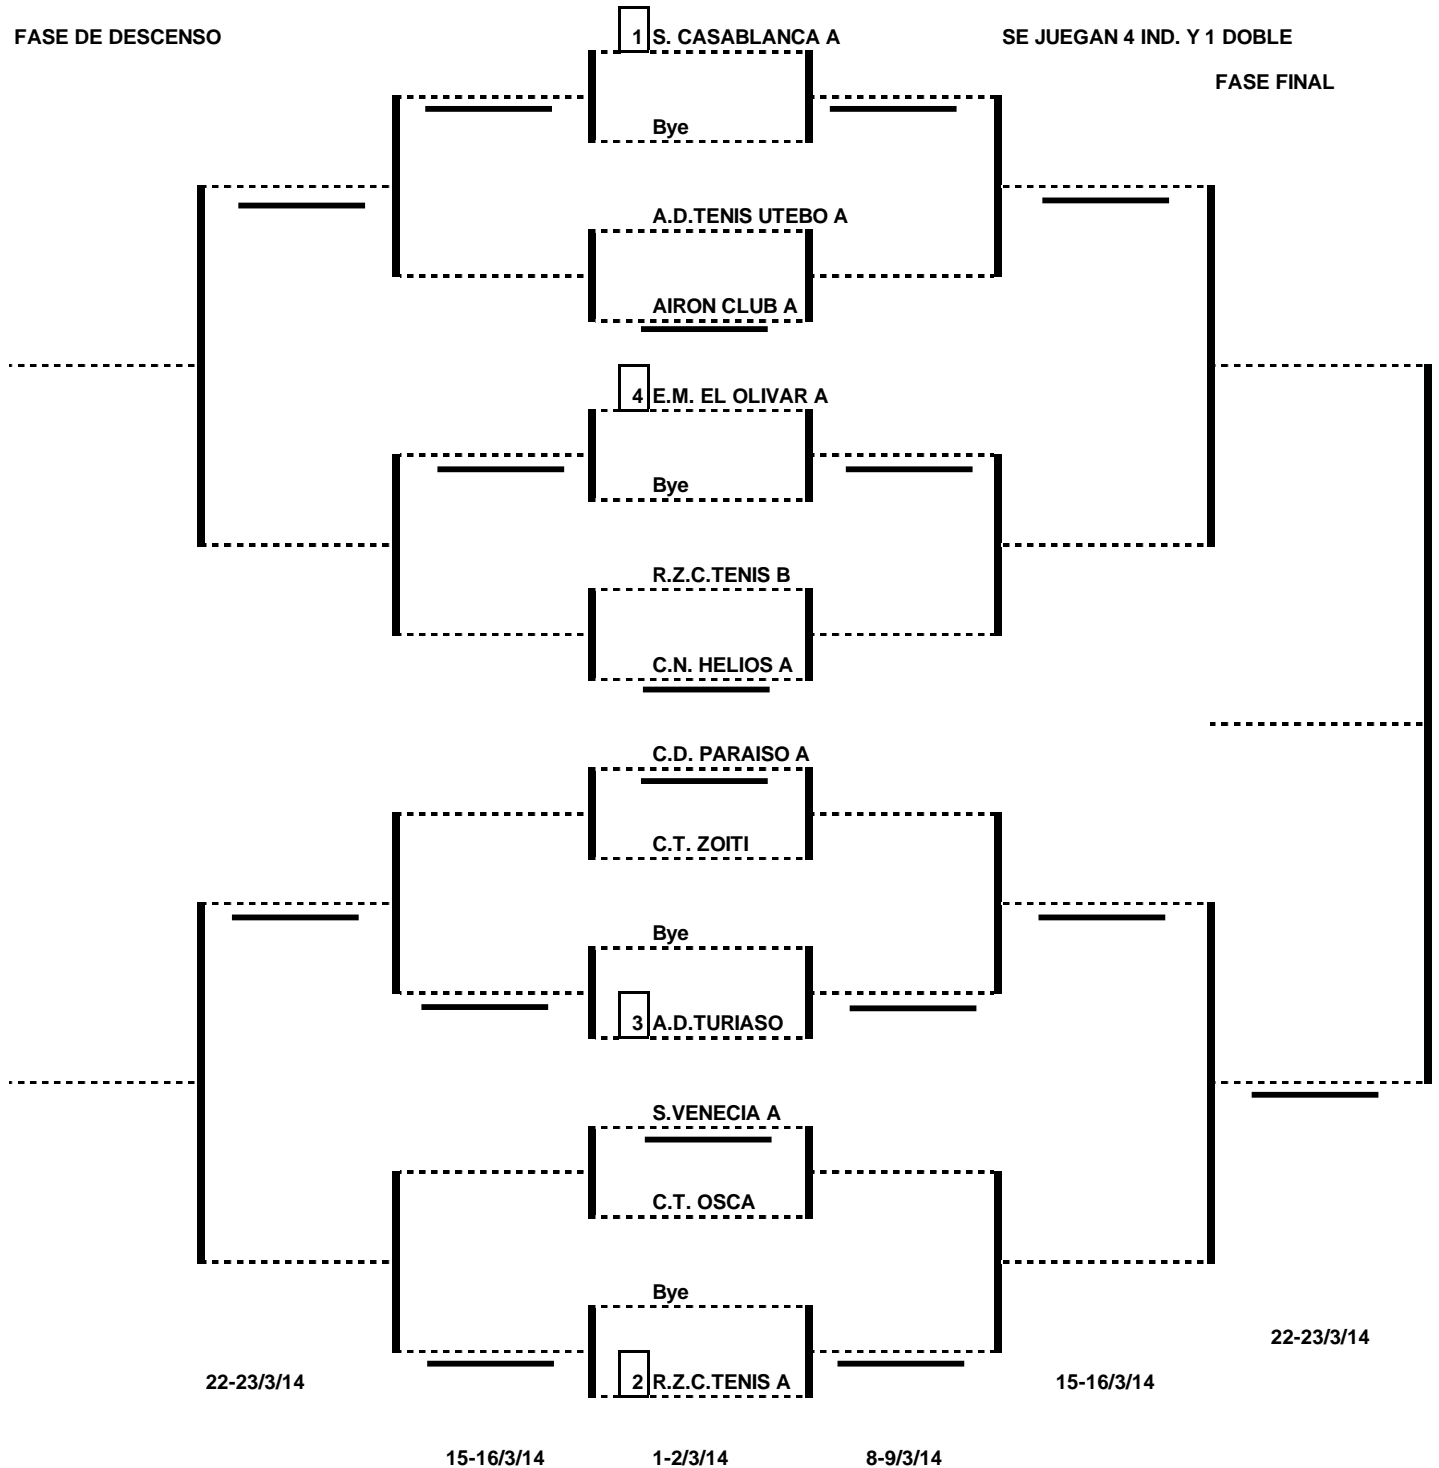 FASE DE DESCENSO
1 S. CASABLANCA A
SE JUEGAN 4 IND. Y 1 DOBLE
FASE FINAL
Bye
A.D.TENIS UTEBO A
AIRON CLUB A
4 E.M. EL OLIVAR A
Bye
R.Z.C.TENIS B
C.N. HELIOS A
C.D. PARAISO A
C.T. ZOITI
Bye
3 A.D.TURIASO
S.VENECIA A
C.T. OSCA
Bye
22-23/3/14
2 R.Z.C.TENIS A
22-23/3/14
15-16/3/14
15-16/3/14
1-2/3/14
8-9/3/14